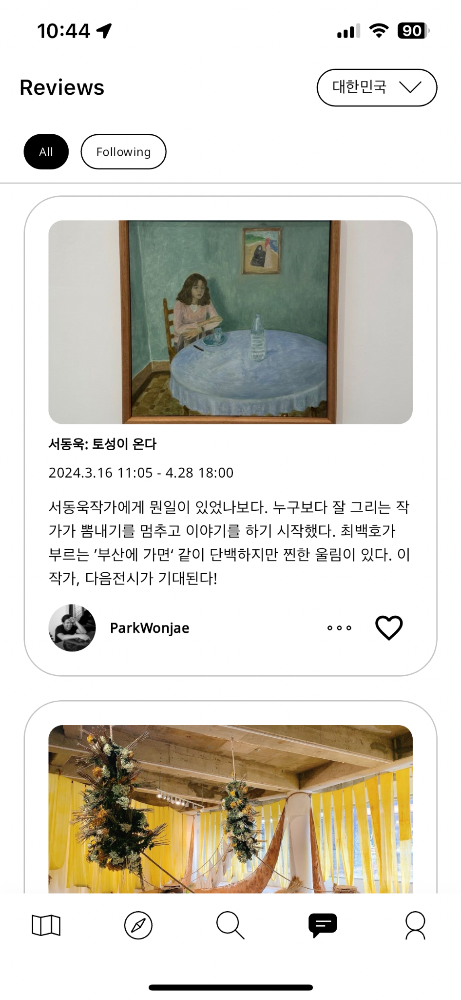 10:44
90
Reviews
대한민국
All
Following
서동욱: 토성이 온다
2024.3.16 11:05 - 4.28 18:00
서동욱작가에게 뭔일이 있었나보다. 누구보다 잘 그리는 작
가가 뽐내기를 멈추고 이야기를 하기 시작했다. 최백호가
부르는 ’부산에 가면‘ 같이 단백하지만 찐한 울림이 있다. 이
작가, 다음전시가 기대된다!
ParkWonjae